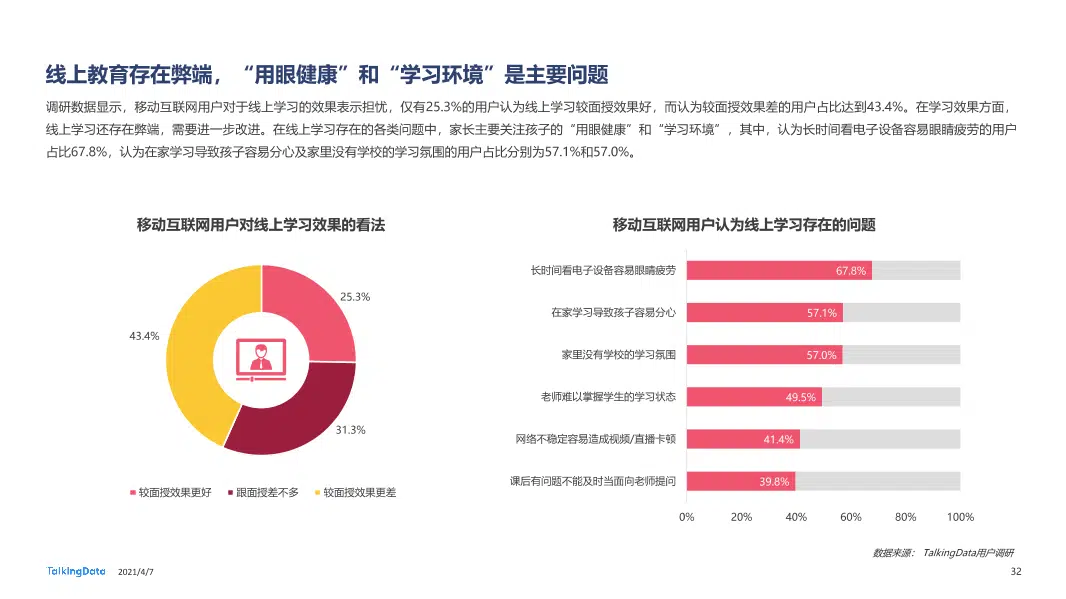 线上教育存在弊端，“用眼健康”和“学习环境”是主要问题
调研数据显示，移动互联网用户对于线上学习的效果表示担忧，仅有25.3%的用户认为线上学习较面授效果好，而认为较面授效果差的用户占比达到43.4%。在学习效果方面，
线上学习还存在弊端，需要进一步改进。在线上学习存在的各类问题中，家长主要关注孩子的“用眼健康”和“学习环境”，其中，认为长时间看电子设备容易眼睛疲劳的用户
占比67.8%，认为在家学习导致孩子容易分心及家里没有学校的学习氛围的用户占比分别为57.1%和57.0%。
移动互联网用户对线上学习效果的看法
25.3%
43.4%
31.3%
较面授效果更好 跟面授差不多 较面授效果更差
移动互联网用户认为线上学习存在的问题
长时间看电子设备容易眼睛疲劳 67.8%
在家学习导致孩子容易分心 57.1%
家里没有学校的学习氛围 57.0%
老师难以掌握学生的学习状态 49.5%
网络不稳定容易造成视频/直播卡顿 41.4%
课后有问题不能及时当面向老师提问 39.8%
0% 20% 40% 60% 80% 100%
数据来源： TalkingData用户调研
TalkingData 2021/4/7
32